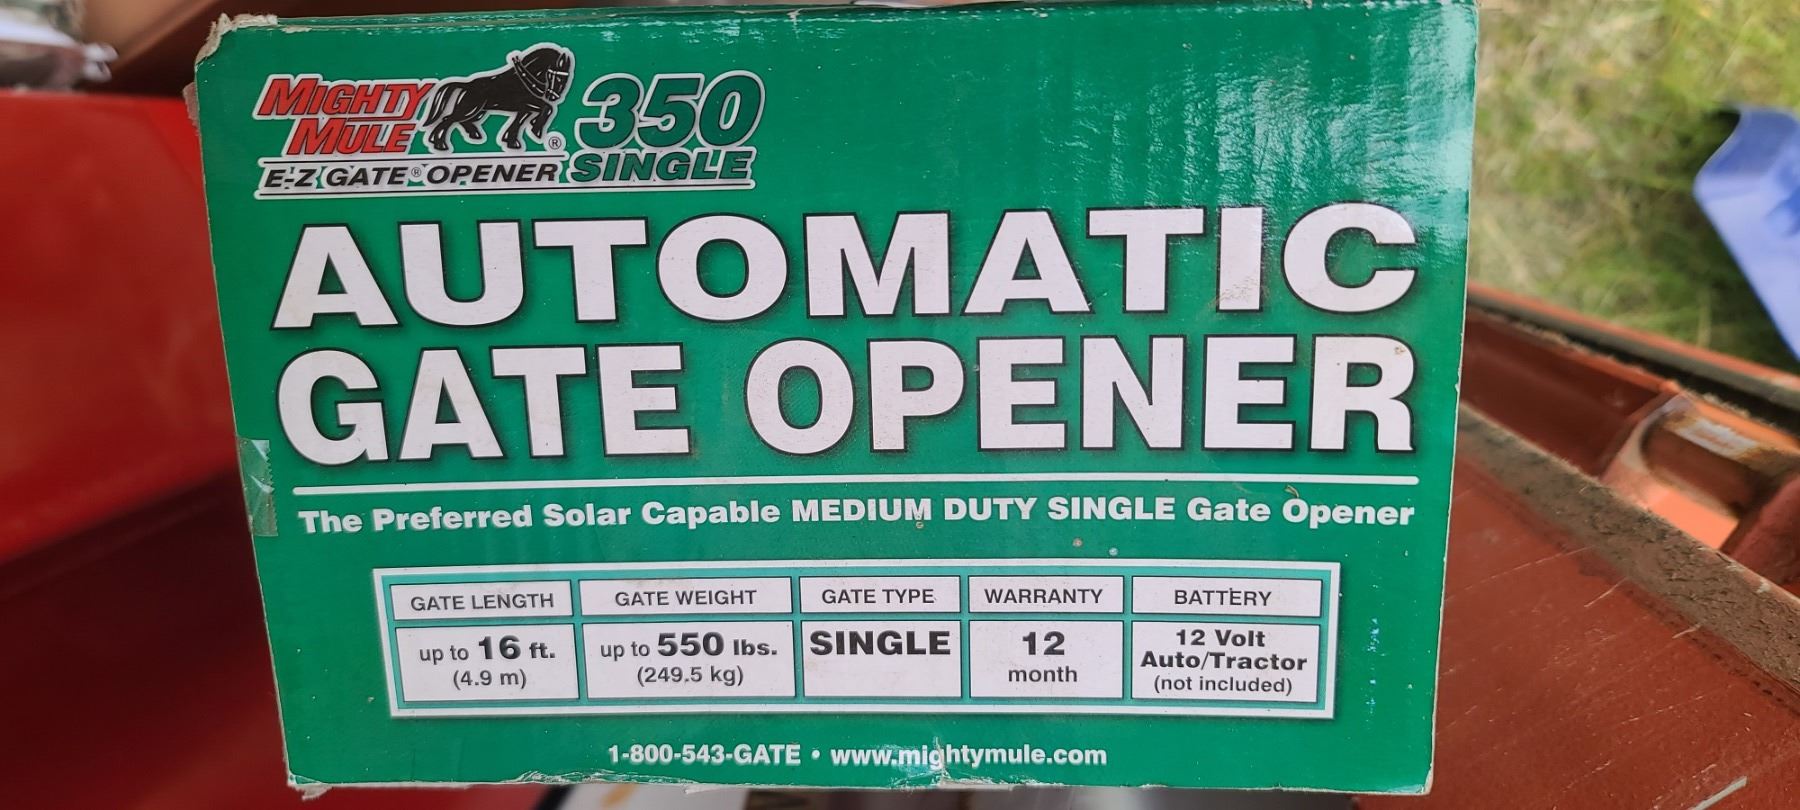 MIGHTY MULE® 350
E-Z GATE® OPENER SINGLE
AUTOMATIC
GATE OPENER
The Preferred Solar Capable MEDIUM DUTY SINGLE Gate Opener
GATE LENGTH GATE WEIGHT GATE TYPE WARRANTY BATTERY
up to 16 ft. up to 550 lbs. SINGLE 12 12 Volt
(4.9 m) (249.5 kg) month Auto/Tractor
(not included)
1-800-543-GATE • www.mightymule.com